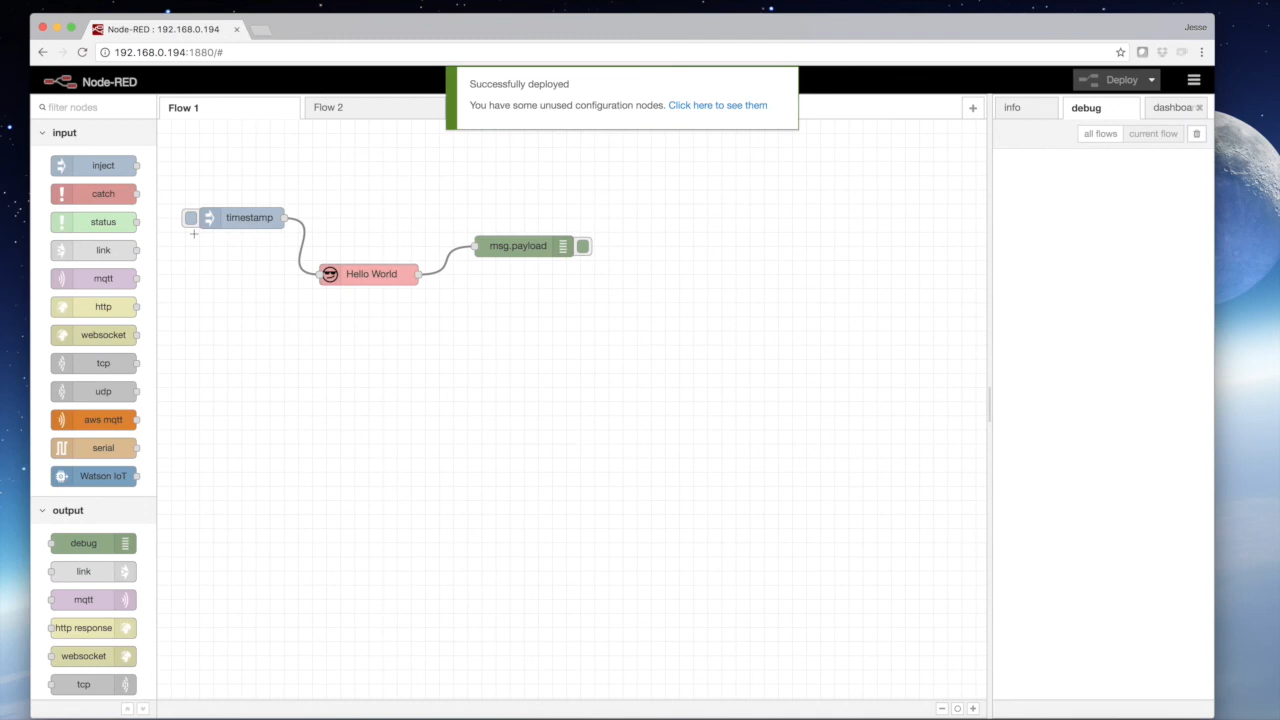 Node-RED : 192.168.0.194
Jesse
192.168.0.194:1880/#
Node-RED
Deploy
Successfully deployed
You have some unused configuration nodes. Click here to see them
filter nodes
Flow 1
Flow 2
info
debug
dashboa
all flows
current flow
input
inject
catch
status
link
mqtt
http
websocket
tcp
udp
aws mqtt
serial
Watson IoT
output
debug
link
mqtt
http response
websocket
tcp
timestamp
Hello World
msg.payload